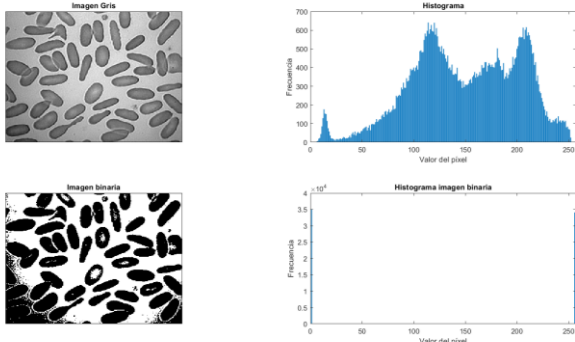 Imagen Gris
Histograma
Frecuencia
700
600
500
400
300
200
100
0
0 50 100 150 200 250
Valor del pixel
Imagen binaria
Histograma imagen binaria
×10⁴
Frecuencia
4
3.5
3
2.5
2
1.5
1
0.5
0
0 50 100 150 200 250
Valor del pixel